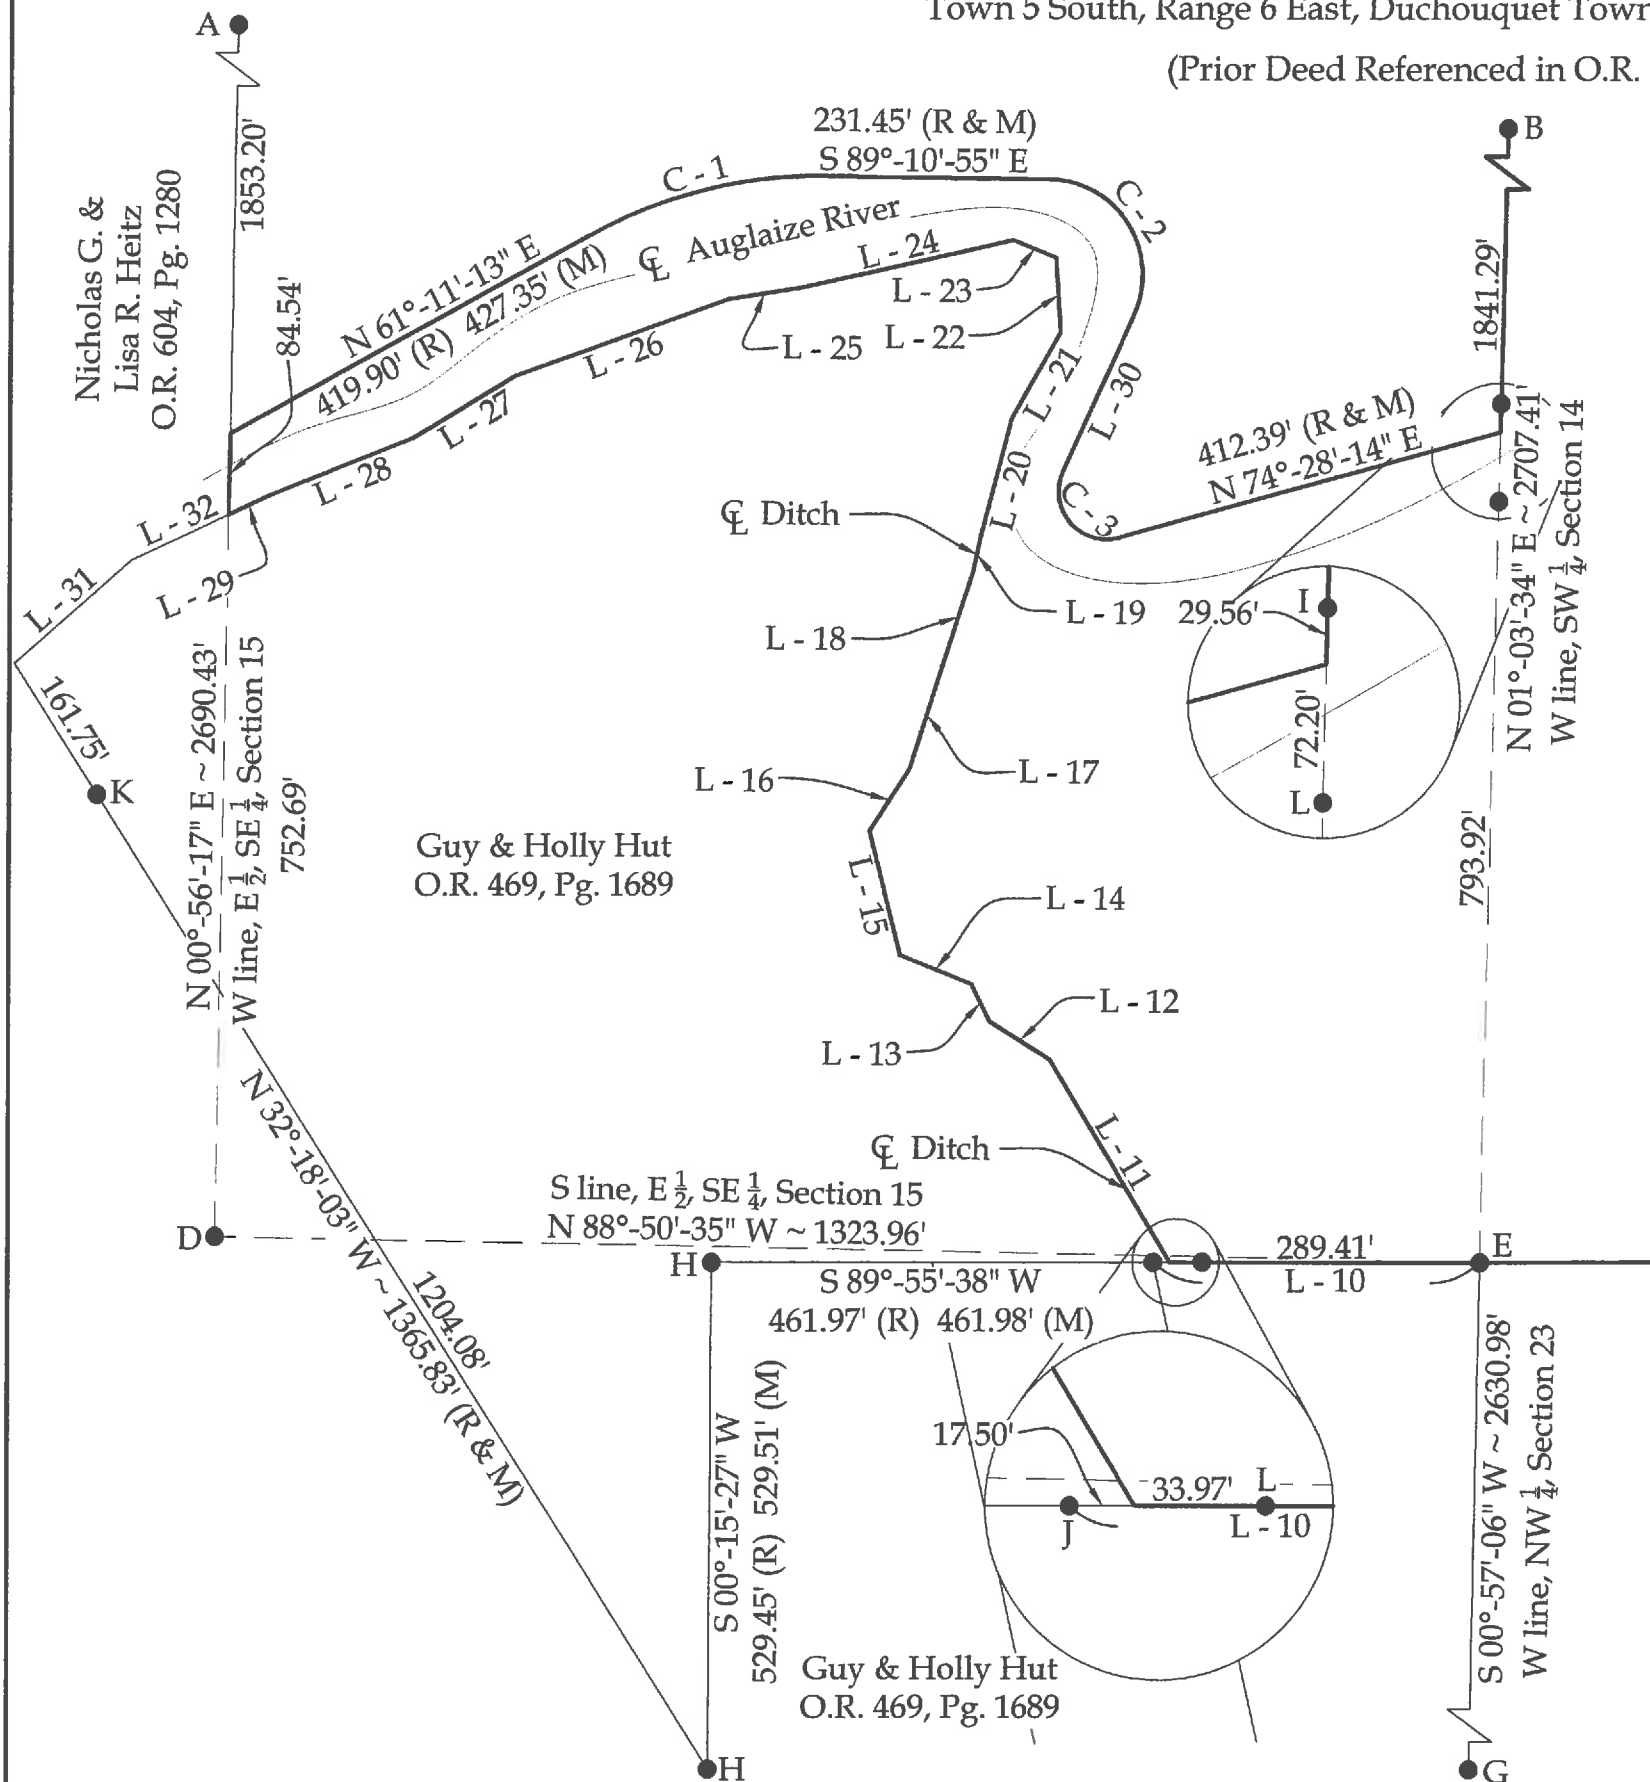 Town 5 South, Range 6 East, Duchouquet Town
(Prior Deed Referenced in O.R.
A
B
231.45' (R & M)
S 89°-10'-55" E
C - 1
C - 2
1853.20'
Nicholas G. &
Lisa R. Heitz
O.R. 604, Pg. 1280
84.54'
N 61°-11'-13" E
419.90' (R) 427.35' (M)
℄ Auglaize River
L - 24
L - 23
L - 22
L - 25
L - 26
L - 27
L - 28
L - 21
L - 30
1841.29'
412.39' (R & M)
N 74°-28'-14" E
L - 20
C - 3
℄ Ditch
L - 32
L - 31
L - 29
L - 19
L - 18
29.56'
I
72.20'
L
N 01°-03'-34" E ~ 2707.41'
W line, SW 1/4, Section 14
161.75'
K
N 00°-56'-17" E ~ 2690.43'
W line, E 1/2, SE 1/4, Section 15
752.69'
L - 17
L - 16
Guy & Holly Hut
O.R. 469, Pg. 1689
L - 15
L - 14
793.92'
L - 12
L - 13
N 32°-18'-03" W ~ 1365.83' (R & M)
1204.08'
L - 11
℄ Ditch
S line, E 1/2, SE 1/4, Section 15
N 88°-50'-35" W ~ 1323.96'
D
H
S 89°-55'-38" W
461.97' (R) 461.98' (M)
289.41'
L - 10
E
S 00°-15'-27" W
529.45' (R) 529.51' (M)
17.50'
33.97'
L
J
L - 10
S 00°-57'-06" W ~ 2630.98'
W line, NW 1/4, Section 23
Guy & Holly Hut
O.R. 469, Pg. 1689
H
G